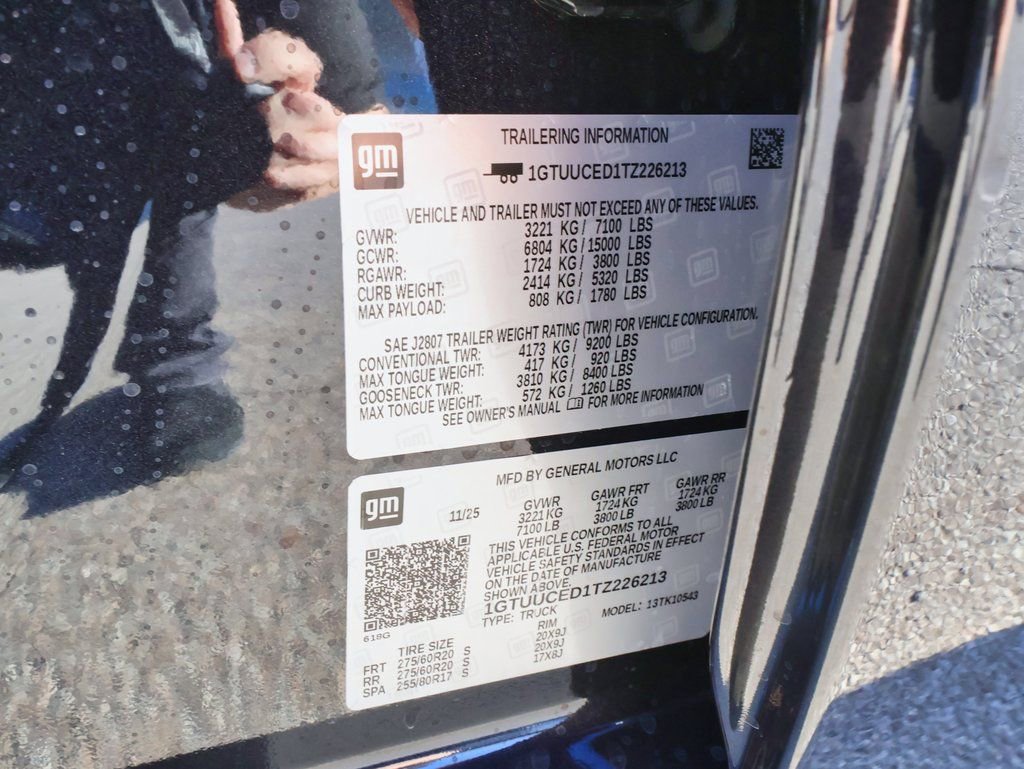 gm
TRAILERING INFORMATION
1GTUUCED1TZ226213
VEHICLE AND TRAILER MUST NOT EXCEED ANY OF THESE VALUES.
GVWR: 3221 KG / 7100 LBS
GCWR: 6804 KG / 15000 LBS
RGAWR: 1724 KG / 3800 LBS
CURB WEIGHT: 2414 KG / 5320 LBS
MAX PAYLOAD: 808 KG / 1780 LBS
SAE J2807 TRAILER WEIGHT RATING (TWR) FOR VEHICLE CONFIGURATION.
CONVENTIONAL TWR: 4173 KG / 9200 LBS
MAX TONGUE WEIGHT: 417 KG / 920 LBS
GOOSENECK TWR: 3810 KG / 8400 LBS
MAX TONGUE WEIGHT: 572 KG / 1260 LBS
SEE OWNER'S MANUAL FOR MORE INFORMATION
gm
MFD BY GENERAL MOTORS LLC
11/25 GVWR GAWR FRT GAWR RR
3221 KG 1724 KG 1724 KG
7100 LB 3800 LB 3800 LB
THIS VEHICLE CONFORMS TO ALL
APPLICABLE U.S. FEDERAL MOTOR
VEHICLE SAFETY STANDARDS IN EFFECT
ON THE DATE OF MANUFACTURE
SHOWN ABOVE.
1GTUUCED1TZ226213
TYPE: TRUCK MODEL: 13TK10543
618G
TIRE SIZE RIM
FRT 275/60R20 S 20X9J
RR 275/60R20 S 20X9J
SPA 255/80R17 S 17X8J